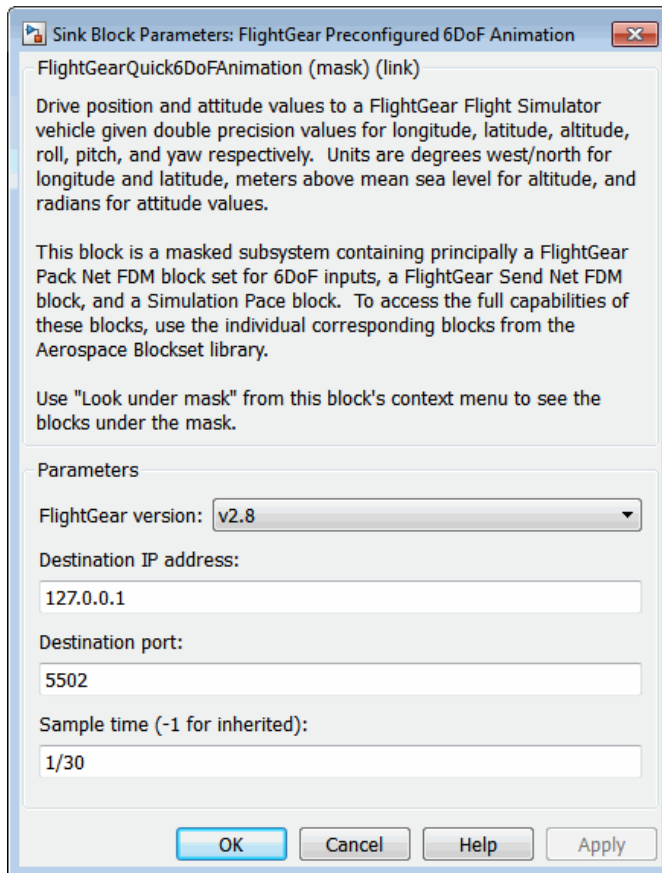 Sink Block Parameters: FlightGear Preconfigured 6DoF Animation
FlightGearQuick6DoFAnimation (mask) (link)
Drive position and attitude values to a FlightGear Flight Simulator
vehicle given double precision values for longitude, latitude, altitude,
roll, pitch, and yaw respectively.  Units are degrees west/north for
longitude and latitude, meters above mean sea level for altitude, and
radians for attitude values.
This block is a masked subsystem containing principally a FlightGear
Pack Net FDM block set for 6DoF inputs, a FlightGear Send Net FDM
block, and a Simulation Pace block.  To access the full capabilities of
these blocks, use the individual corresponding blocks from the
Aerospace Blockset library.
Use "Look under mask" from this block's context menu to see the
blocks under the mask.
Parameters
FlightGear version: v2.8
Destination IP address:
127.0.0.1
Destination port:
5502
Sample time (-1 for inherited):
1/30
OK Cancel Help Apply